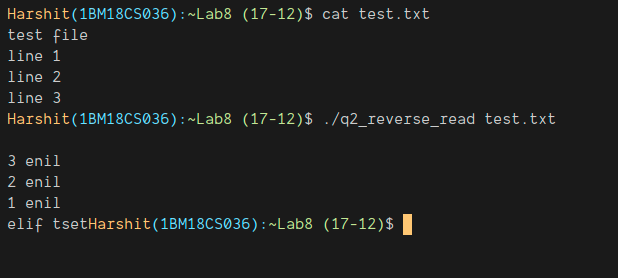 Harshit(1BM18CS036):~Lab8 (17-12)$ cat test.txt
test file
line 1
line 2
line 3
Harshit(1BM18CS036):~Lab8 (17-12)$ ./q2_reverse_read test.txt
3 enil
2 enil
1 enil
elif tsetHarshit(1BM18CS036):~Lab8 (17-12)$